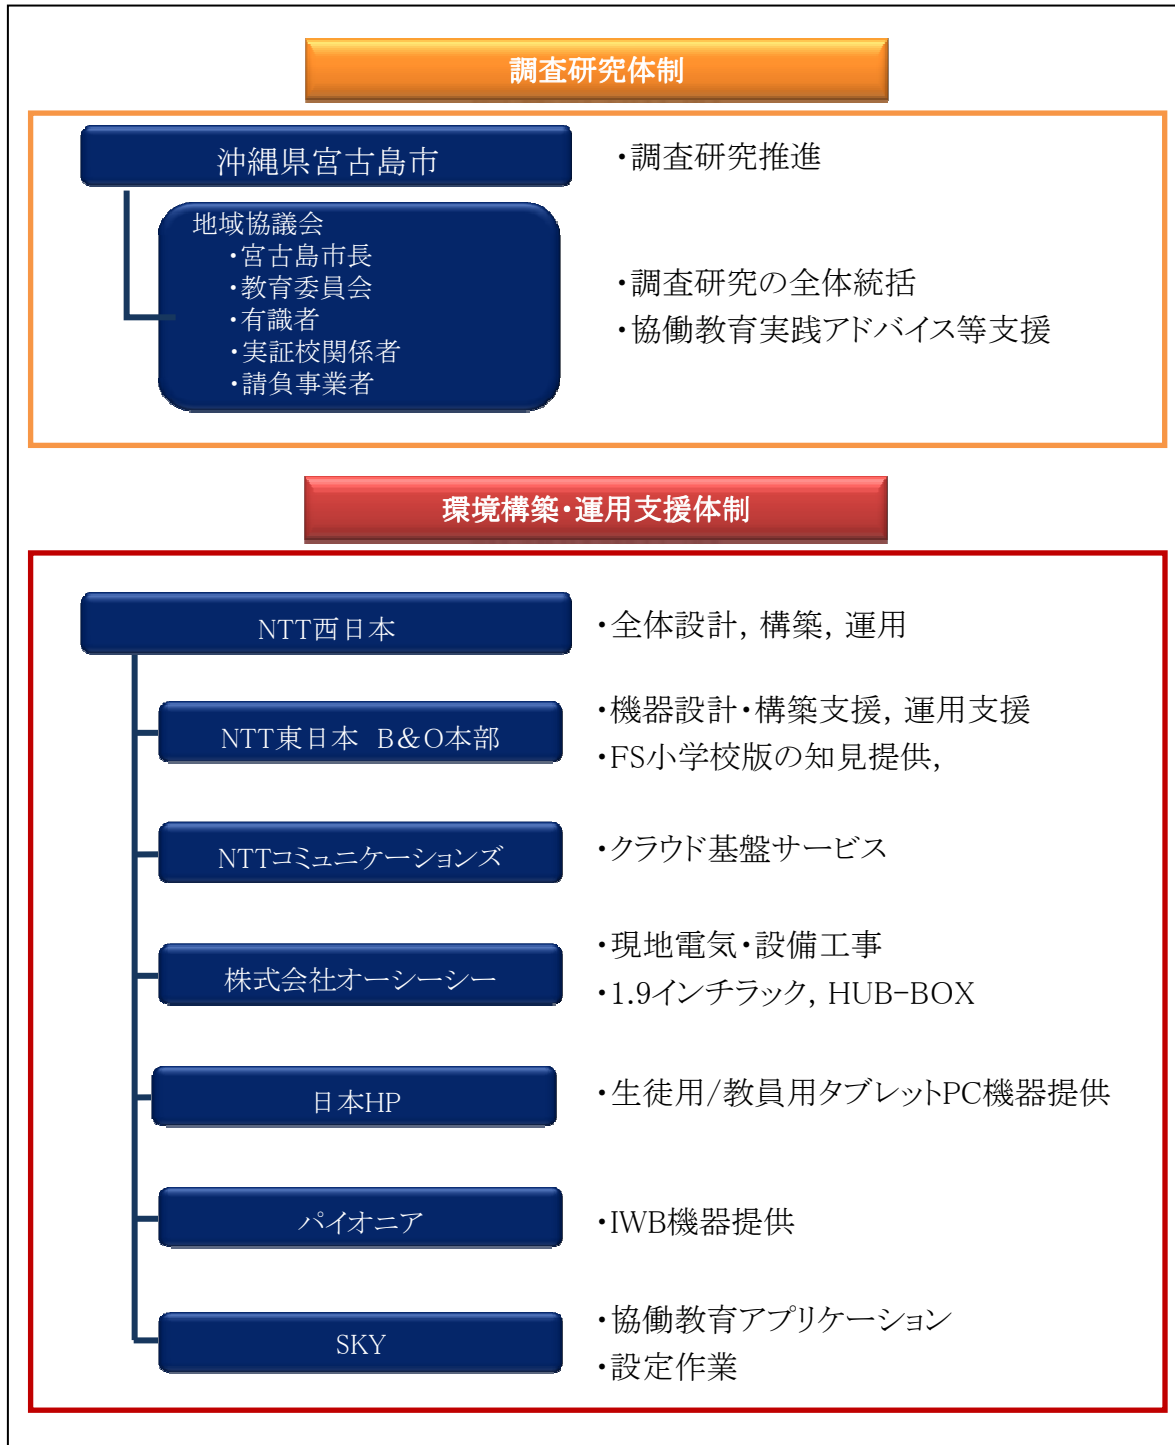 調査研究体制
沖縄県宮古島市
・調査研究推進
地域協議会
・宮古島市長
・教育委員会
・有識者
・実証校関係者
・請負事業者
・調査研究の全体統括
・協働教育実践アドバイス等支援
環境構築・運用支援体制
NTT西日本
・全体設計, 構築, 運用
NTT東日本 B&O本部
・機器設計・構築支援, 運用支援
・FS小学校版の知見提供,
NTTコミュニケーションズ
・クラウド基盤サービス
株式会社オーシーシー
・現地電気・設備工事
・1.9インチラック, HUB-BOX
日本HP
・生徒用/教員用タブレットPC機器提供
パイオニア
・IWB機器提供
SKY
・協働教育アプリケーション
・設定作業